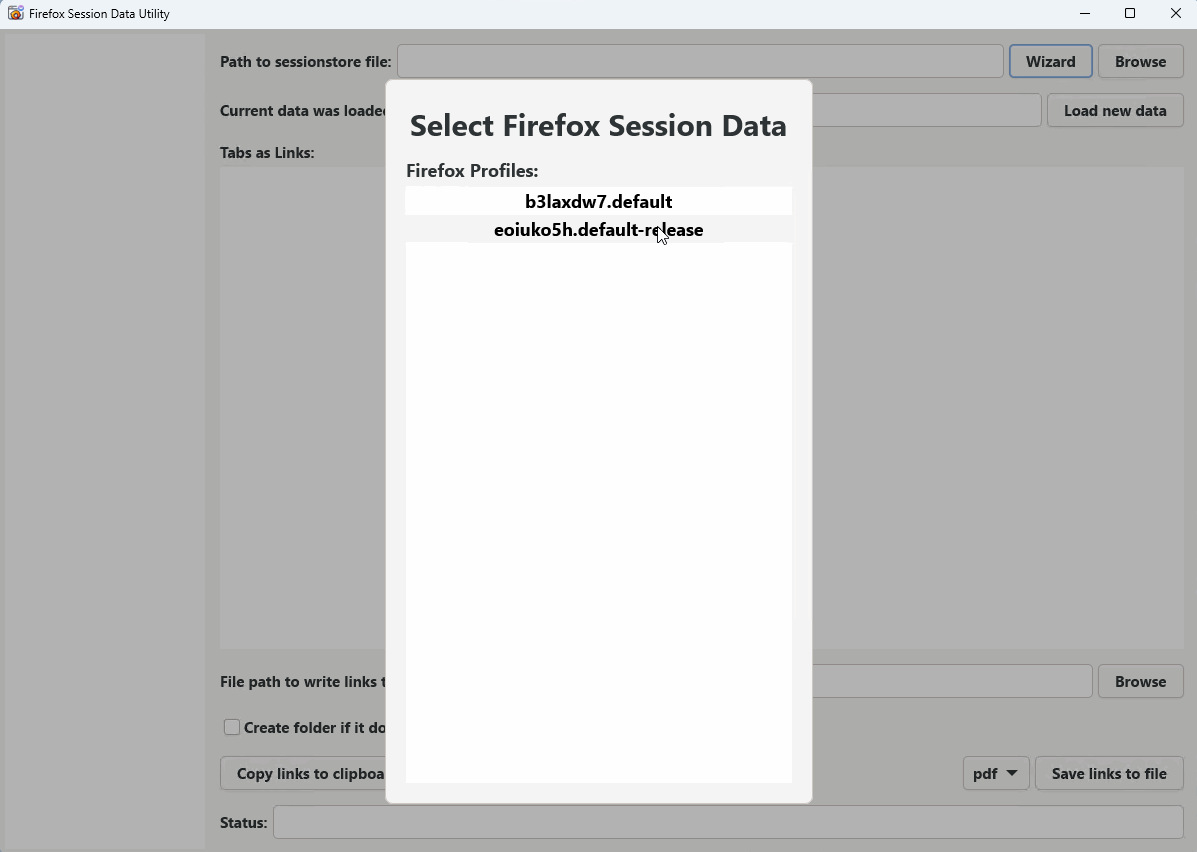 Firefox Session Data Utility
Path to sessionstore file:
Wizard
Browse
Current data was loade
Load new data
Tabs as Links:
Select Firefox Session Data
Firefox Profiles:
b3laxdw7.default
eoiuko5h.default-release
File path to write links t
Browse
Create folder if it do
Copy links to clipboa
pdf
Save links to file
Status: